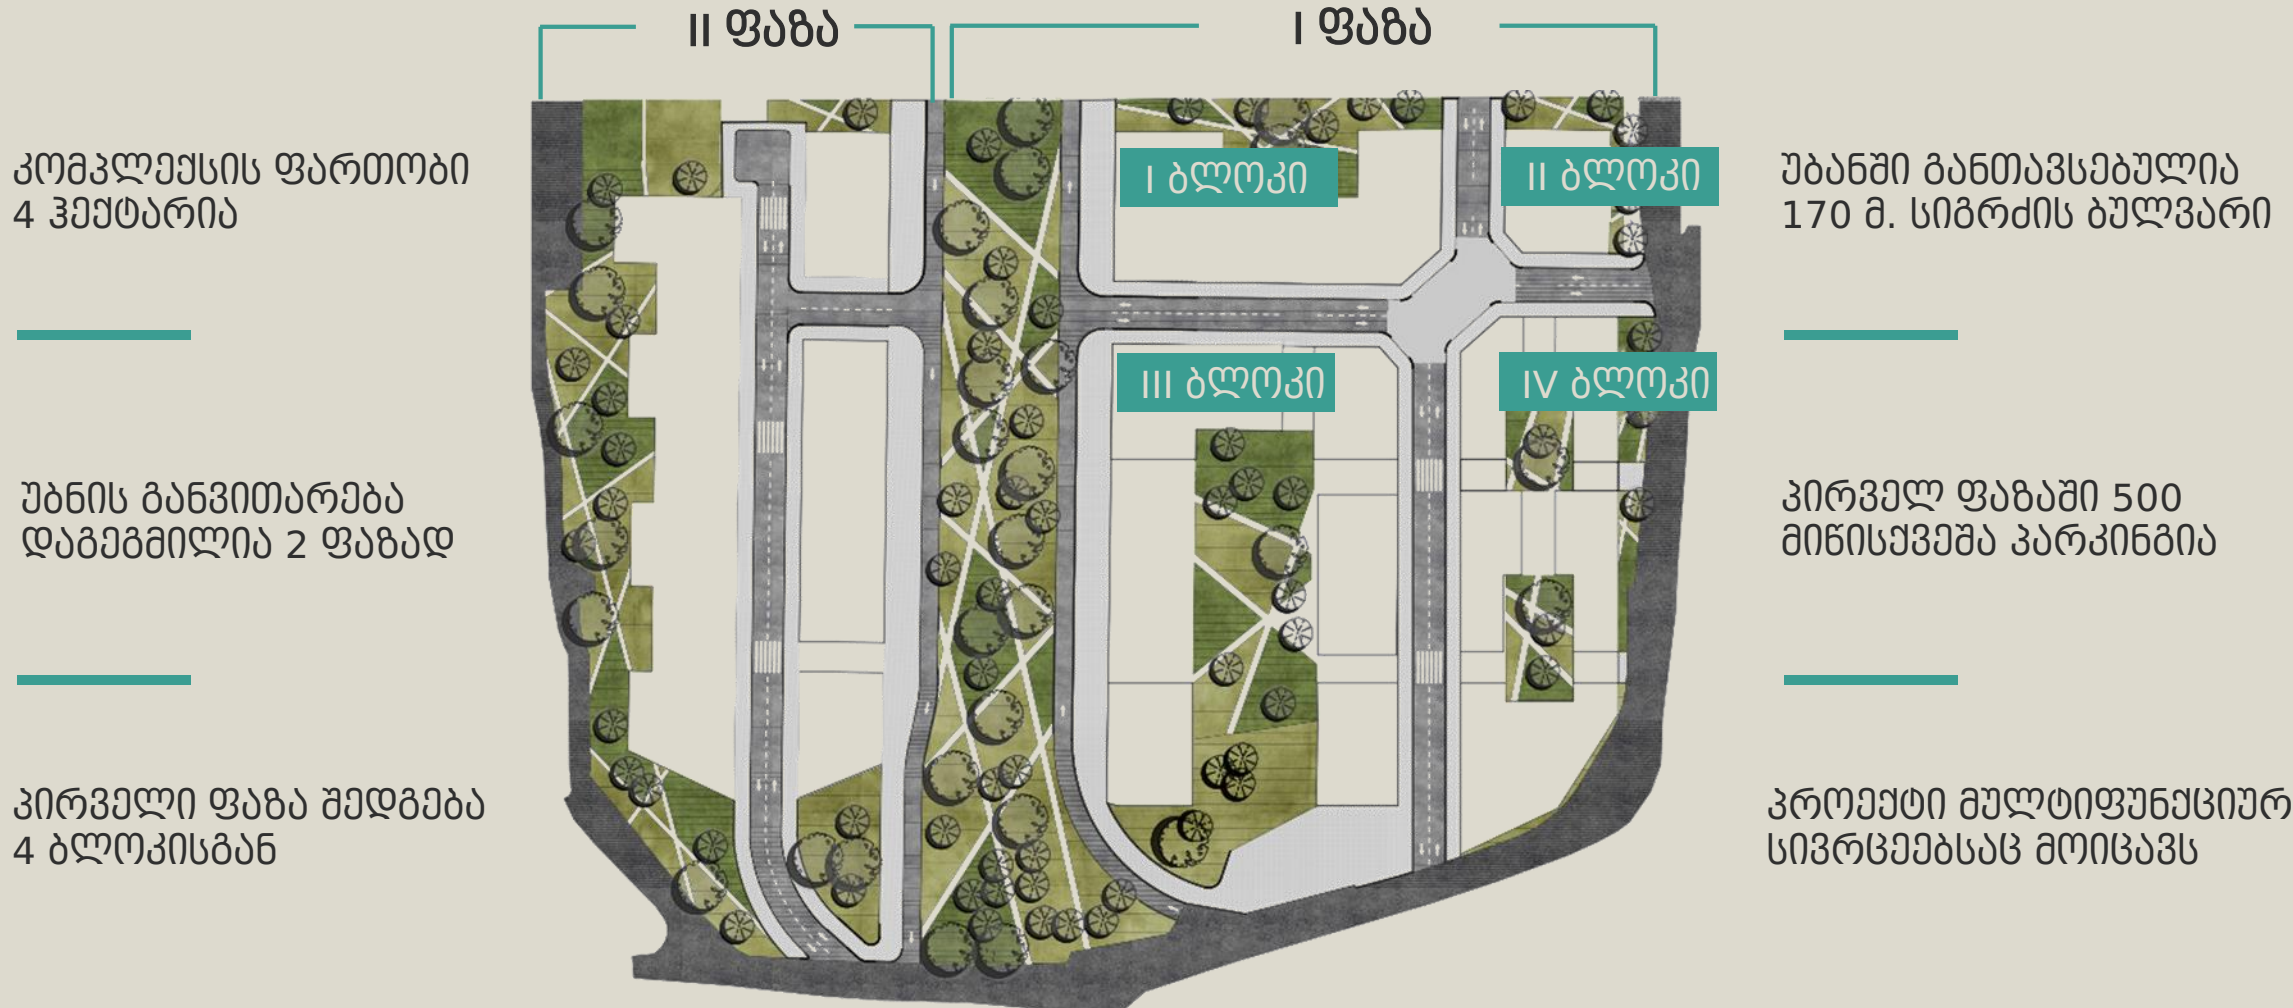 II ფაზა
I ფაზა
კომპლექსის ფართობი
4 ჰექტარია
უბნის განვითარება
დაგეგმილია 2 ფაზად
პირველი ფაზა შედგება
4 ბლოკისგან
I ბლოკი
II ბლოკი
III ბლოკი
IV ბლოკი
უბანში განთავსებულია
170 მ. სიგრძის ბულვარი
პირველ ფაზაში 500
მიწისქვეშა პარკინგია
პროექტი მულტიფუნქციურ
სივრცეებსაც მოიცავს